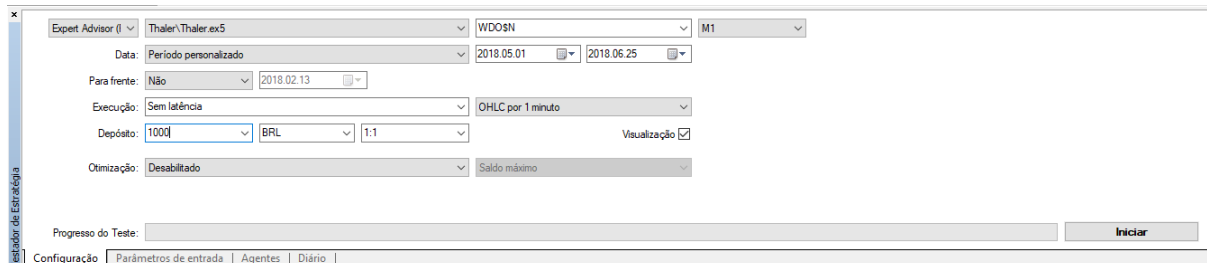 Expert Advisor (I Thaler\Thaler.ex5 WDO$N M1
Data: Período personalizado 2018.05.01 2018.06.25
Para frente: Não 2018.02.13
Execução: Sem latência OHLC por 1 minuto
Depósito: 1000 BRL 1:1 Visualização
Otimização: Desabilitado Saldo máximo
estador de Estratégia
Progresso do Teste: Iniciar
Configuração | Parâmetros de entrada | Agentes | Diário |